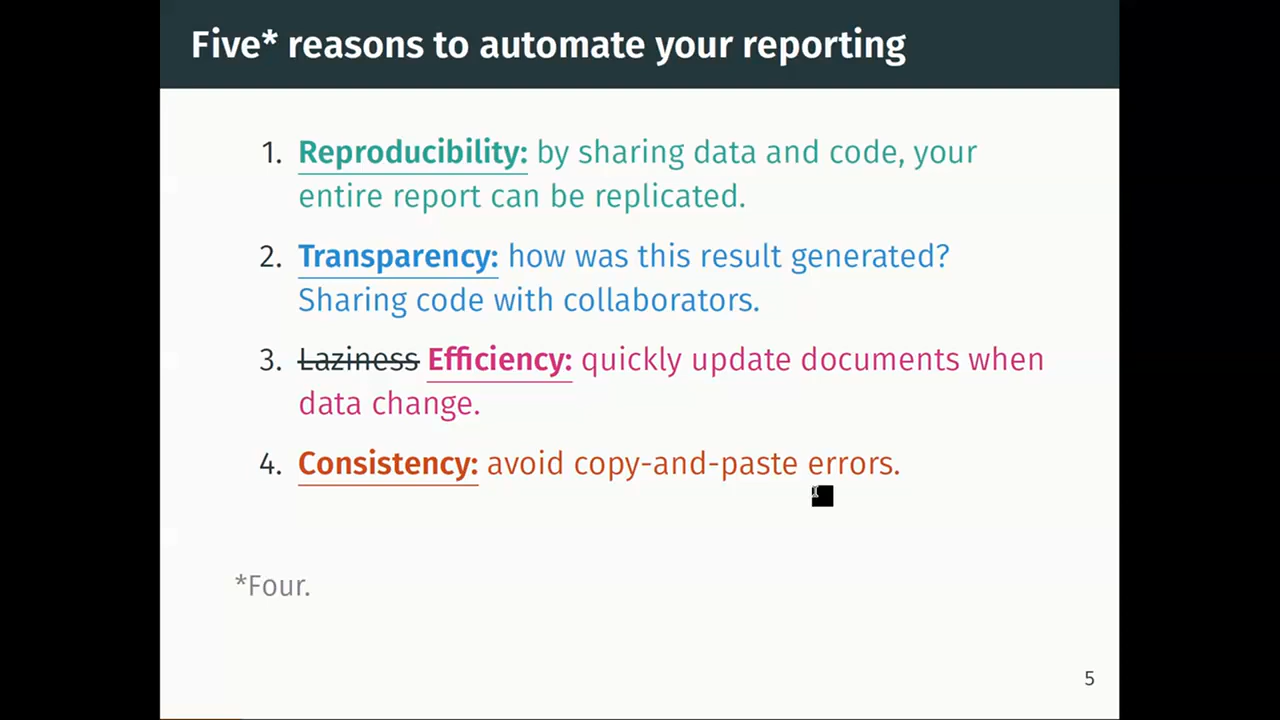 Five* reasons to automate your reporting
1. Reproducibility: by sharing data and code, your
entire report can be replicated.
2. Transparency: how was this result generated?
Sharing code with collaborators.
3. Laziness Efficiency: quickly update documents when
data change.
4. Consistency: avoid copy-and-paste errors.
*Four.
5